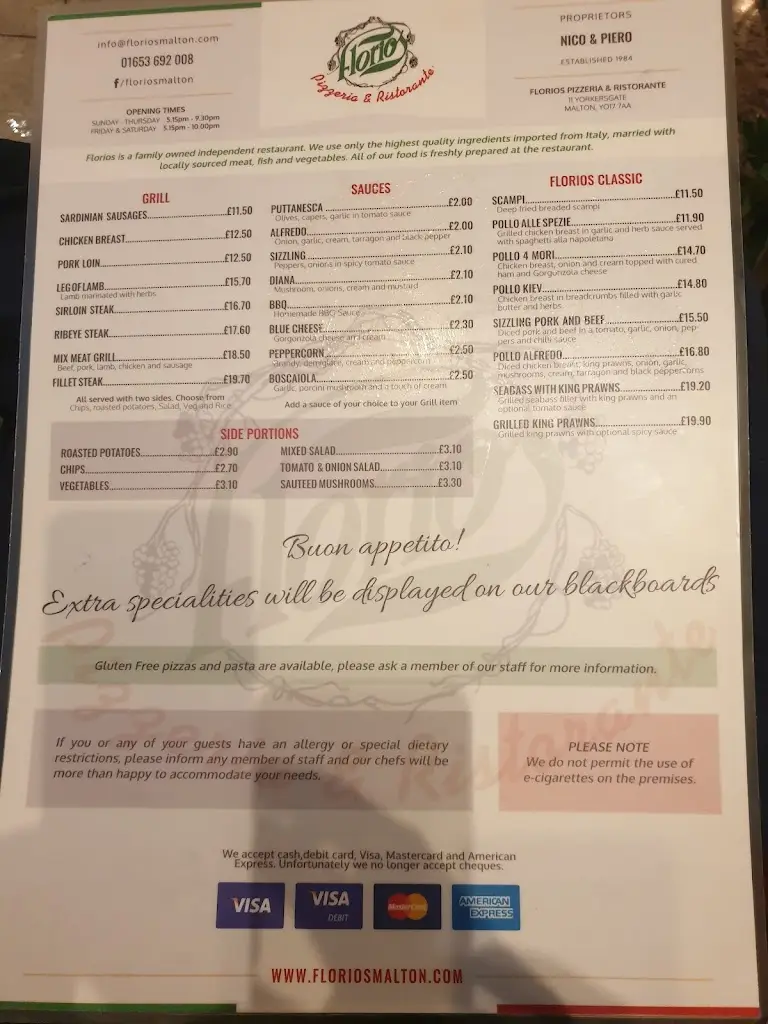 info@floriosmalton.com
01653 692 008
f/floriosmalton
OPENING TIMES
SUNDAY - THURSDAY 5.15pm - 9.30pm
FRIDAY & SATURDAY 5.15pm - 10.00pm
Florio's
Pizzeria & Ristorante
PROPRIETORS
NICO & PIERO
ESTABLISHED 1984
FLORIOS PIZZERIA & RISTORANTE
11 YORKERSGATE
MALTON, YO17 7AA
Florios is a family owned independent restaurant. We use only the highest quality ingredients imported from Italy, married with
locally sourced meat, fish and vegetables. All of our food is freshly prepared at the restaurant.
GRILL
SARDINIAN SAUSAGES £11.50
CHICKEN BREAST £12.50
PORK LOIN £12.50
LEG OF LAMB £15.70
Lamb marinated with herbs
SIRLOIN STEAK £16.70
RIBEYE STEAK £17.60
MIX MEAT GRILL £18.50
Beef, pork, lamb, chicken and sausage
FILLET STEAK £19.70
All served with two sides. Choose from
Chips, roasted potatoes, Salad, Veg and Rice
SAUCES
PUTTANESCA £2.00
Olives, capers, garlic in tomato sauce
ALFREDO £2.00
Onion, garlic, cream, tarragon and black pepper
SIZZLING £2.10
Peppers, onions in spicy tomato sauce
DIANA £2.10
Mushroom, onions, cream and mustard
BBQ £2.10
Homemade BBQ Sauce
BLUE CHEESE £2.30
Gorgonzola cheese and cream
PEPPERCORN £2.50
Brandy, demiglate, cream and peppercorn
BOSCAIOLA £2.50
Garlic, porcini mushroom and a touch of cream
Add a sauce of your choice to your Grill item
FLORIOS CLASSIC
SCAMPI £11.50
Deep fried breaded scampi
POLLO ALLE SPEZIE £11.90
Grilled chicken breast in garlic and herb sauce served
with spaghetti alla napoletana
POLLO 4 MORI £14.70
Chicken breast, onion and cream topped with cured
ham and Gorgonzola cheese
POLLO KIEV £14.80
Chicken breast in breadcrumbs filled with garlic
butter and herbs
SIZZLING PORK AND BEEF £15.50
Diced pork and beef in a tomato, garlic, onion, pep-
pers and chilli sauce
POLLO ALFREDO £16.80
Diced chicken breast, king prawns, onion, garlic,
mushrooms, cream, tarragon and black peppercorns
SEABASS WITH KING PRAWNS £19.20
Grilled seabass fillet with king prawns and an
optional tomato sauce
GRILLED KING PRAWNS £19.90
Grilled king prawns with optional spicy sauce
SIDE PORTIONS
ROASTED POTATOES £2.90
CHIPS £2.70
VEGETABLES £3.10
MIXED SALAD £3.10
TOMATO & ONION SALAD £3.10
SAUTEED MUSHROOMS £3.30
Buon appetito!
Extra specialities will be displayed on our blackboards
Gluten Free pizzas and pasta are available, please ask a member of our staff for more information.
If you or any of your guests have an allergy or special dietary
restrictions, please inform any member of staff and our chefs will be
more than happy to accommodate your needs.
PLEASE NOTE
We do not permit the use of
e-cigarettes on the premises.
We accept cash,debit card, Visa, Mastercard and American
Express. Unfortunately we no longer accept cheques.
VISA
VISA
DEBIT
MasterCard
AMERICAN
EXPRESS
WWW.FLORIOSMALTON.COM